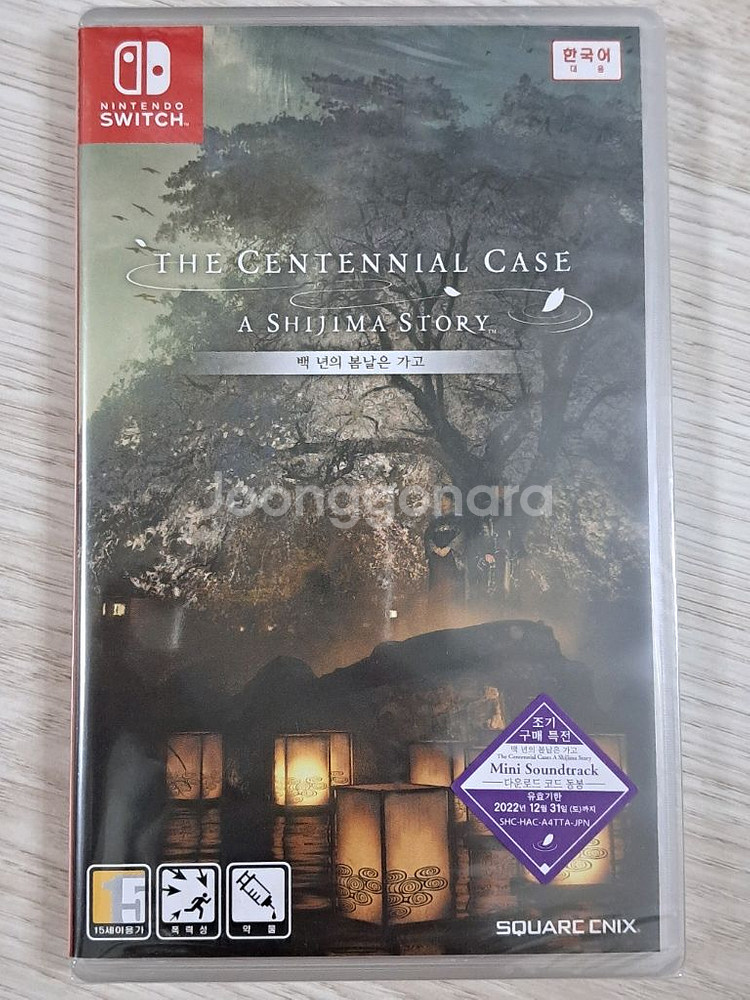 NINTENDO
SWITCH™
한국어
대 응
THE CENTENNIAL CASE
A SHIJIMA STORY™
백 년의 봄날은 가고
Joonggonara
조기
구매 특전
백 년의 봄날은 가고
The Centennial Case: A Shijima Story
Mini Soundtrack
다운로드 코드 동봉
유효기한
2022년 12월 31일 (토)까지
SHC-HAC-A4TTA-JPN
15
15세이용가
폭력성
약 물
SQUARE ENIX